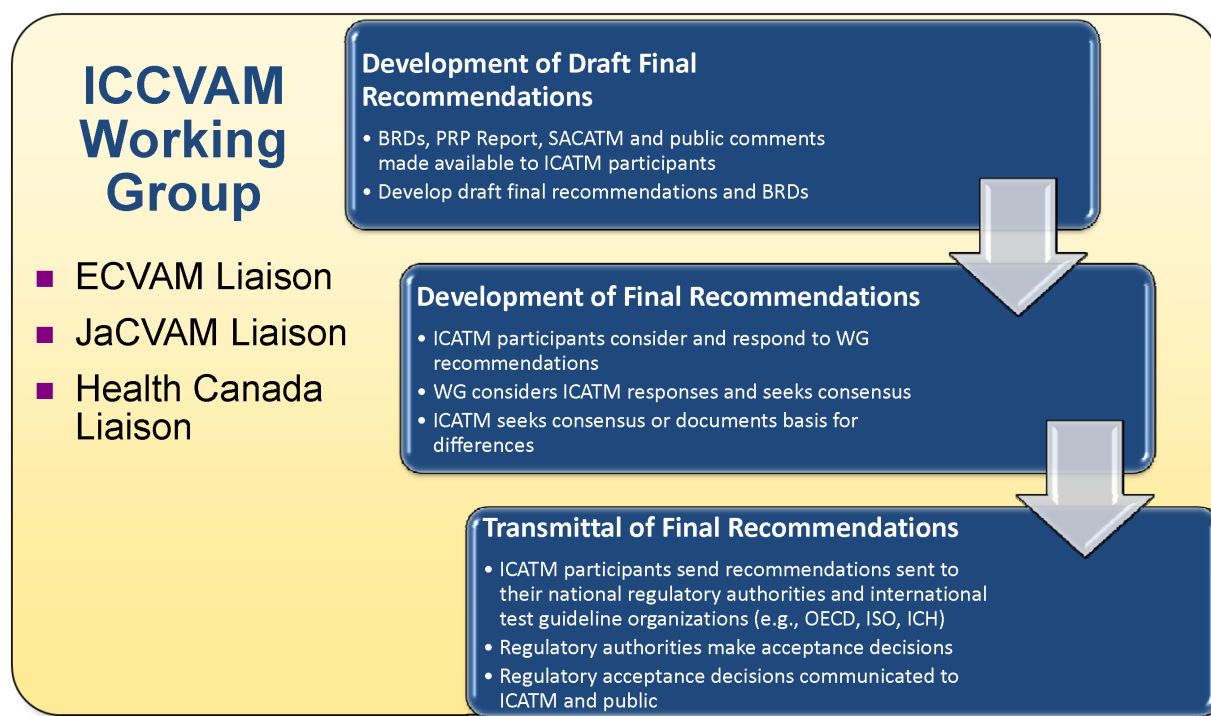 ICCVAM
Working
Group
■ ECVAM Liaison
■ JaCVAM Liaison
■ Health Canada
Liaison
Development of Draft Final
Recommendations
• BRDs, PRP Report, SACATM and public comments
made available to ICATM participants
• Develop draft final recommendations and BRDs
Development of Final Recommendations
• ICATM participants consider and respond to WG
recommendations
• WG considers ICATM responses and seeks consensus
• ICATM seeks consensus or documents basis for
differences
Transmittal of Final Recommendations
• ICATM participants send recommendations sent to
their national regulatory authorities and international
test guideline organizations (e.g., OECD, ISO, ICH)
• Regulatory authorities make acceptance decisions
• Regulatory acceptance decisions communicated to
ICATM and public